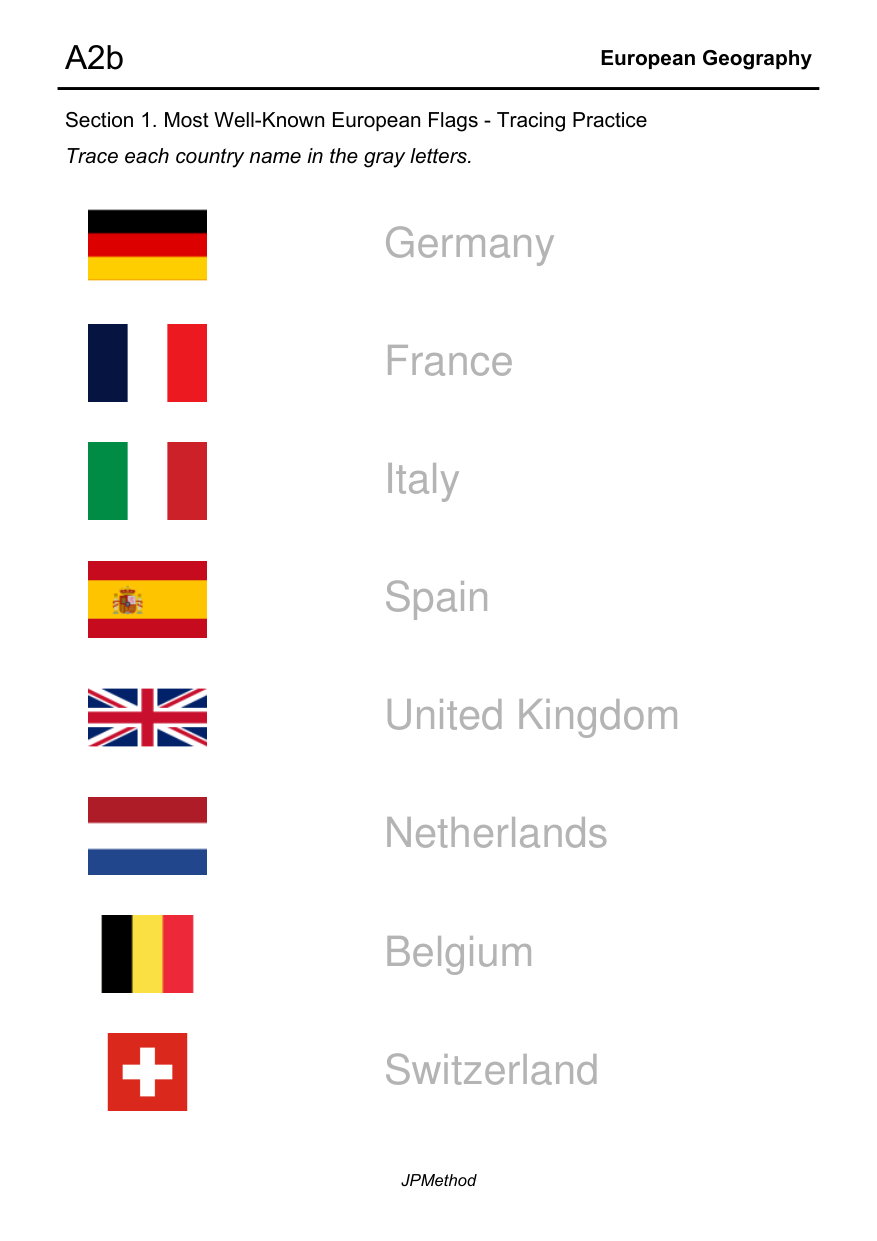 A2b
European Geography
Section 1. Most Well-Known European Flags - Tracing Practice
Trace each country name in the gray letters.
Germany
France
Italy
Spain
United Kingdom
Netherlands
Belgium
Switzerland
JPMethod